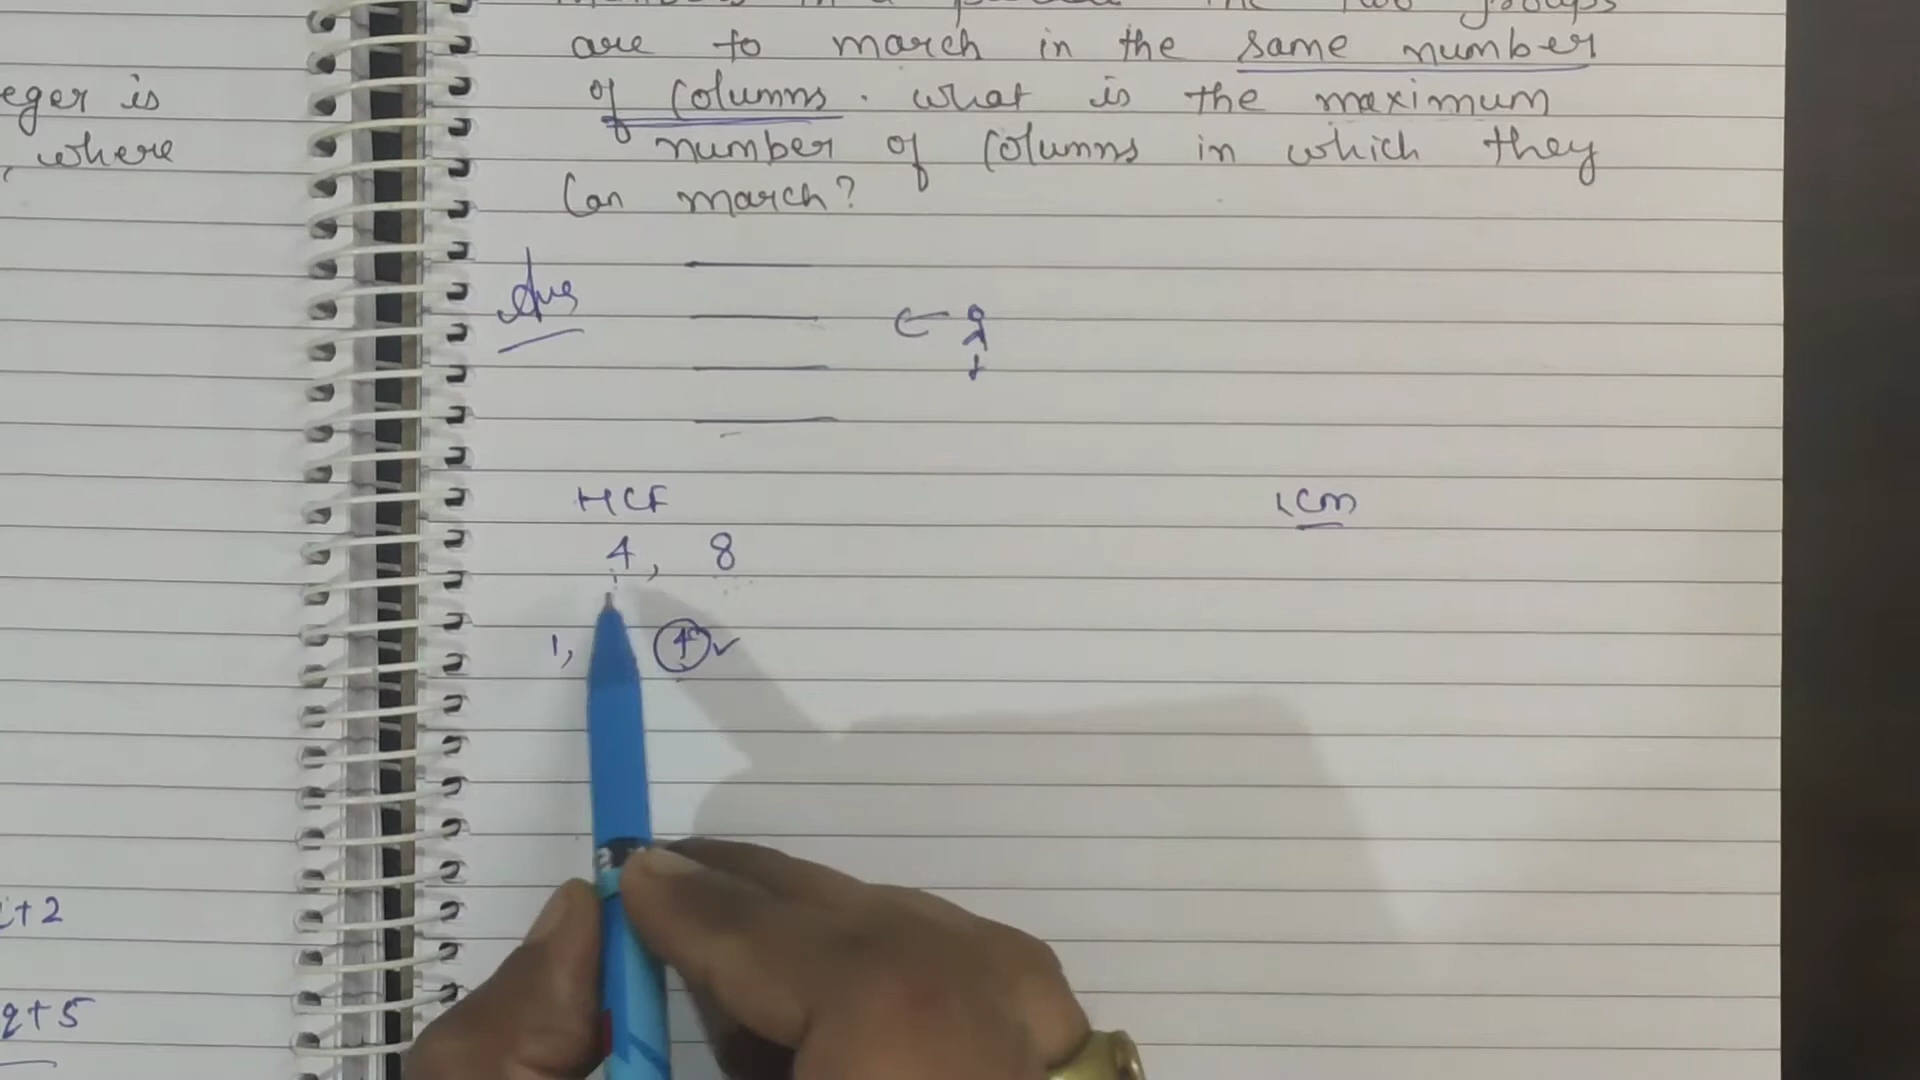 eger is
, where
i+2
q+5
are to march in the same number
of columns. what is the maximum
number of columns in which they
Can march?
Ans
HCF
LCM
4, 8
1, 4